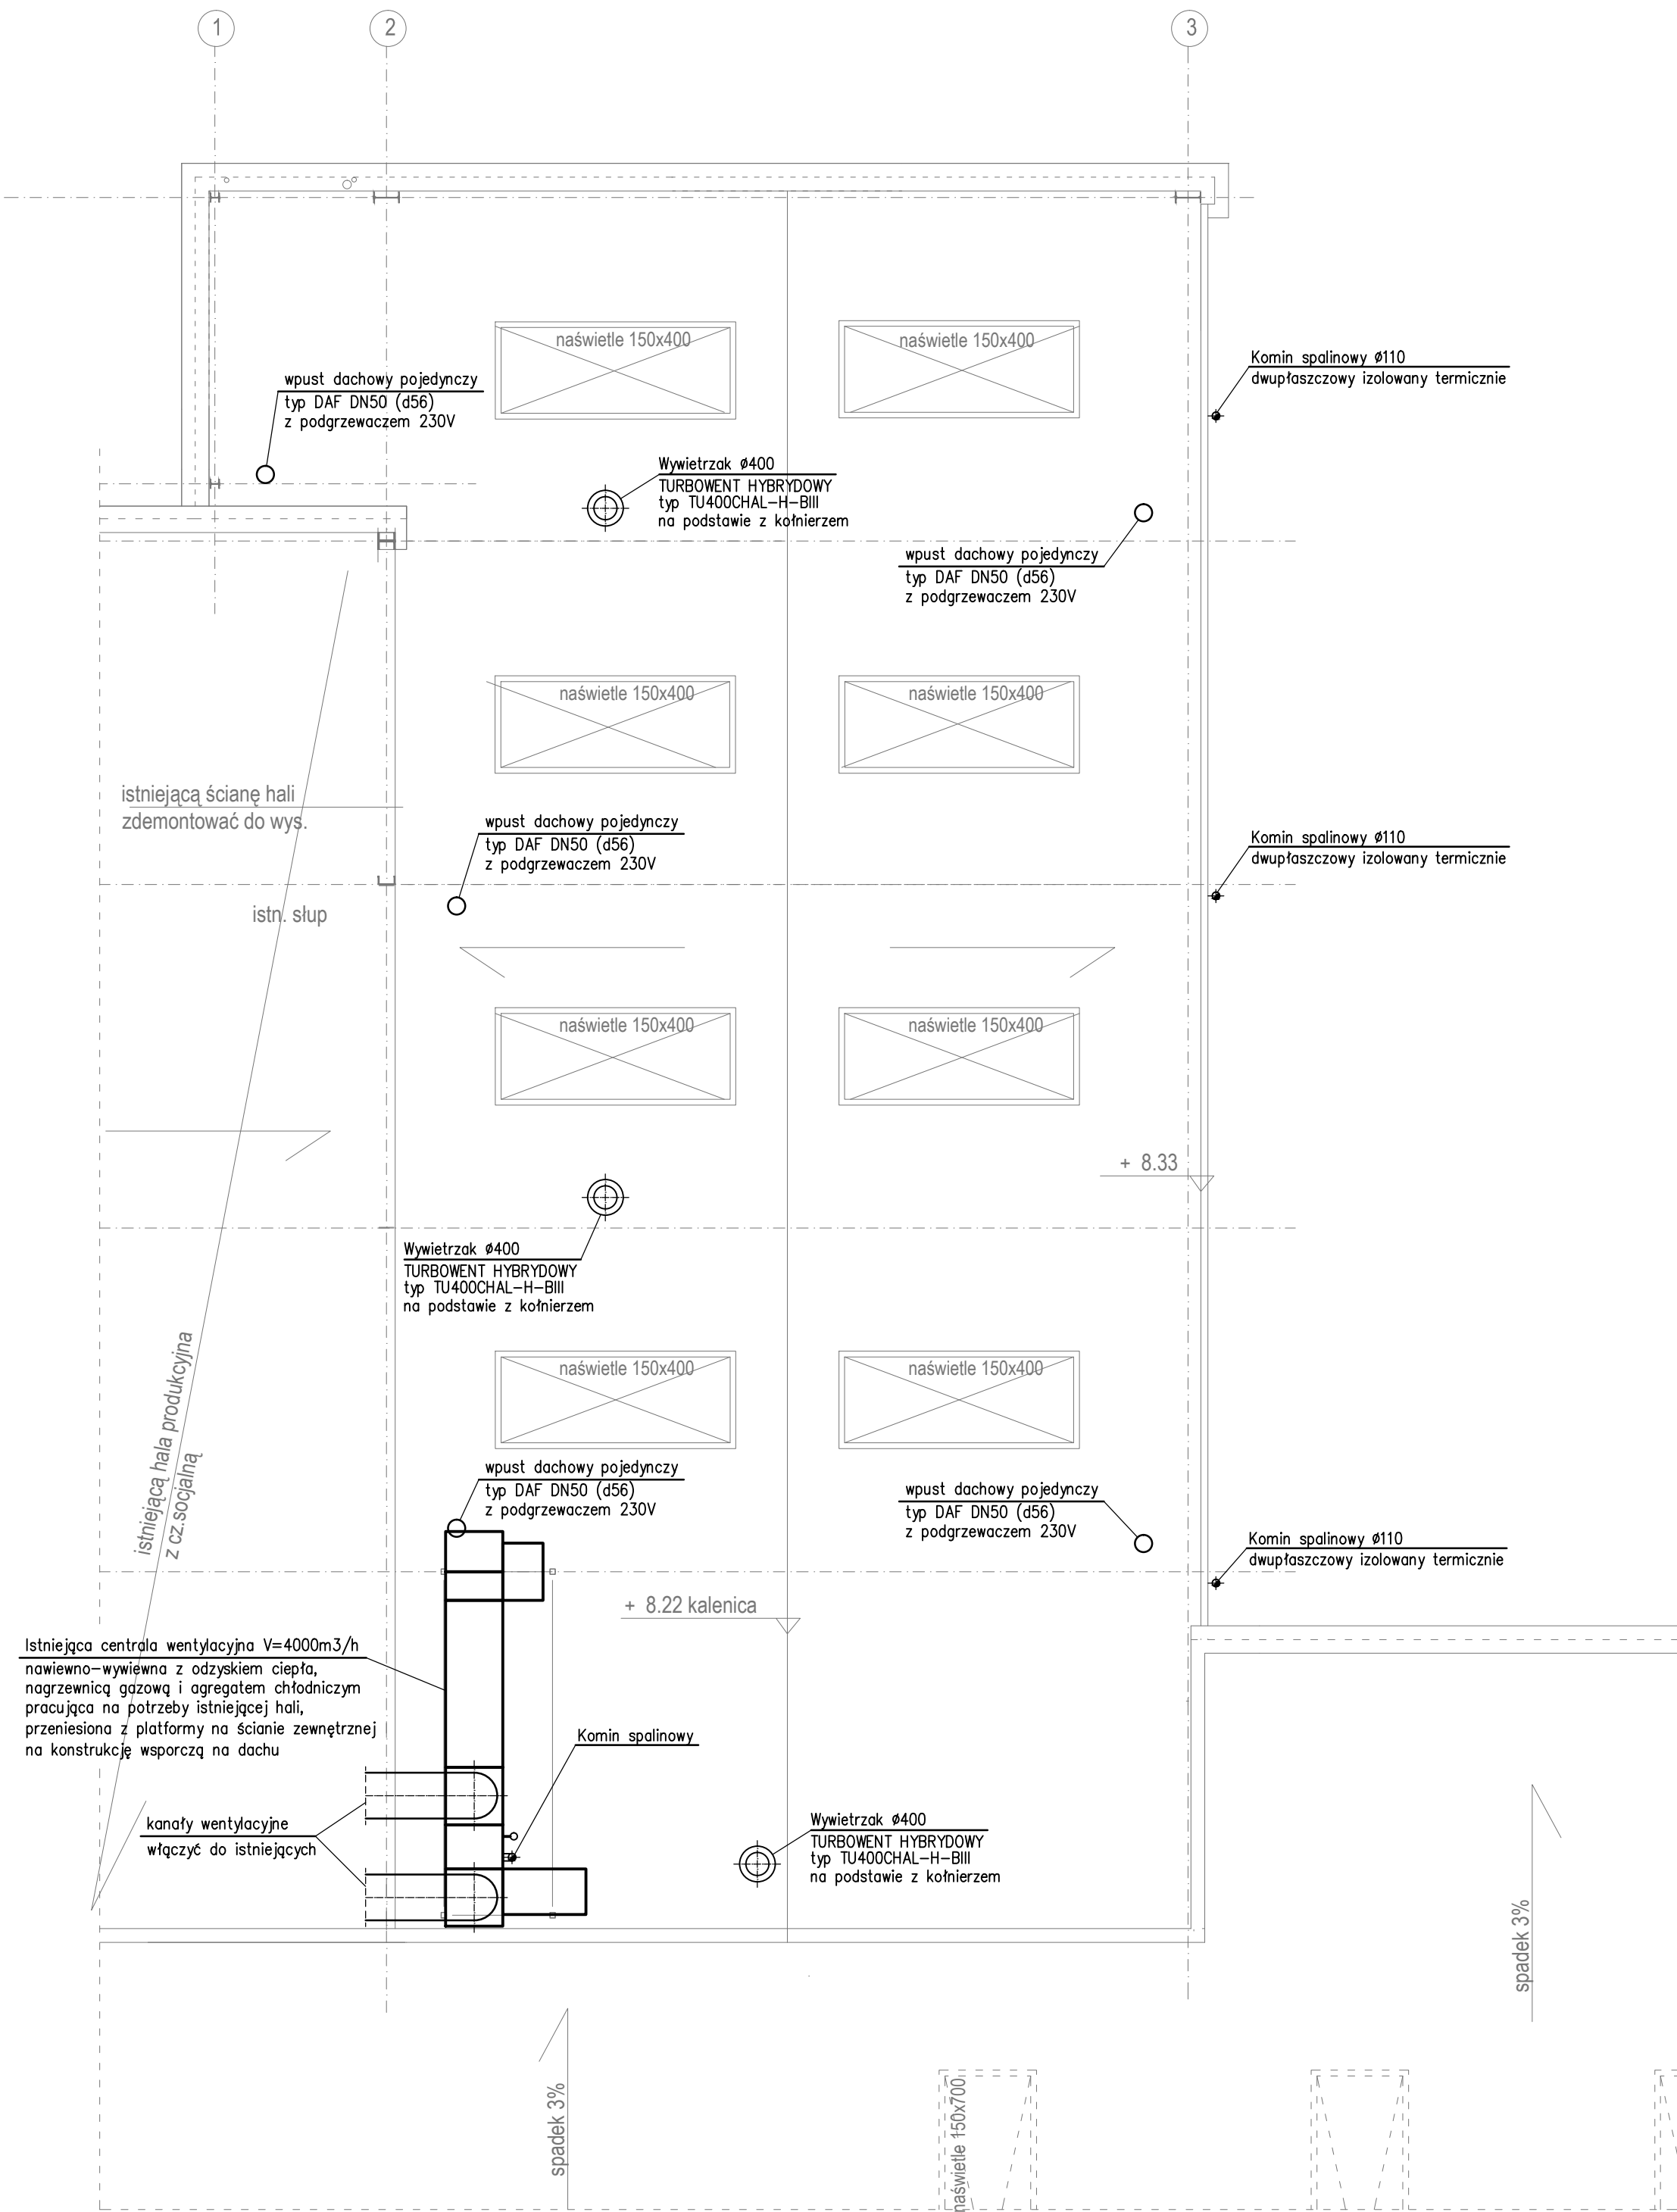 1
2
3
naświetle 150x400
naświetle 150x400
Komin spalinowy ø110
dwupłaszczowy izolowany termicznie
wpust dachowy pojedynczy
typ DAF DN50 (d56)
z podgrzewaczem 230V
Wywietrzak ø400
TURBOWENT HYBRYDOWY
typ TU400CHAL-H-BIII
na podstawie z kołnierzem
wpust dachowy pojedynczy
typ DAF DN50 (d56)
z podgrzewaczem 230V
naświetle 150x400
naświetle 150x400
istniejącą ścianę hali
zdemontować do wys.
wpust dachowy pojedynczy
typ DAF DN50 (d56)
z podgrzewaczem 230V
Komin spalinowy ø110
dwupłaszczowy izolowany termicznie
istn. słup
naświetle 150x400
naświetle 150x400
+ 8.33
Wywietrzak ø400
TURBOWENT HYBRYDOWY
typ TU400CHAL-H-BIII
na podstawie z kołnierzem
istniejącą hala produkcyjna
z cz.socjalną
naświetle 150x400
naświetle 150x400
wpust dachowy pojedynczy
typ DAF DN50 (d56)
z podgrzewaczem 230V
wpust dachowy pojedynczy
typ DAF DN50 (d56)
z podgrzewaczem 230V
Komin spalinowy ø110
dwupłaszczowy izolowany termicznie
+ 8.22 kalenica
Istniejąca centrala wentylacyjna V=4000m3/h
nawiewno-wywiewna z odzyskiem ciepła,
nagrzewnicą gazową i agregatem chłodniczym
pracująca na potrzeby istniejącej hali,
przeniesiona z platformy na ścianie zewnętrznej
na konstrukcję wsporczą na dachu
Komin spalinowy
kanały wentylacyjne
włączyć do istniejących
Wywietrzak ø400
TURBOWENT HYBRYDOWY
typ TU400CHAL-H-BIII
na podstawie z kołnierzem
spadek 3%
spadek 3%
naświetle 150x700